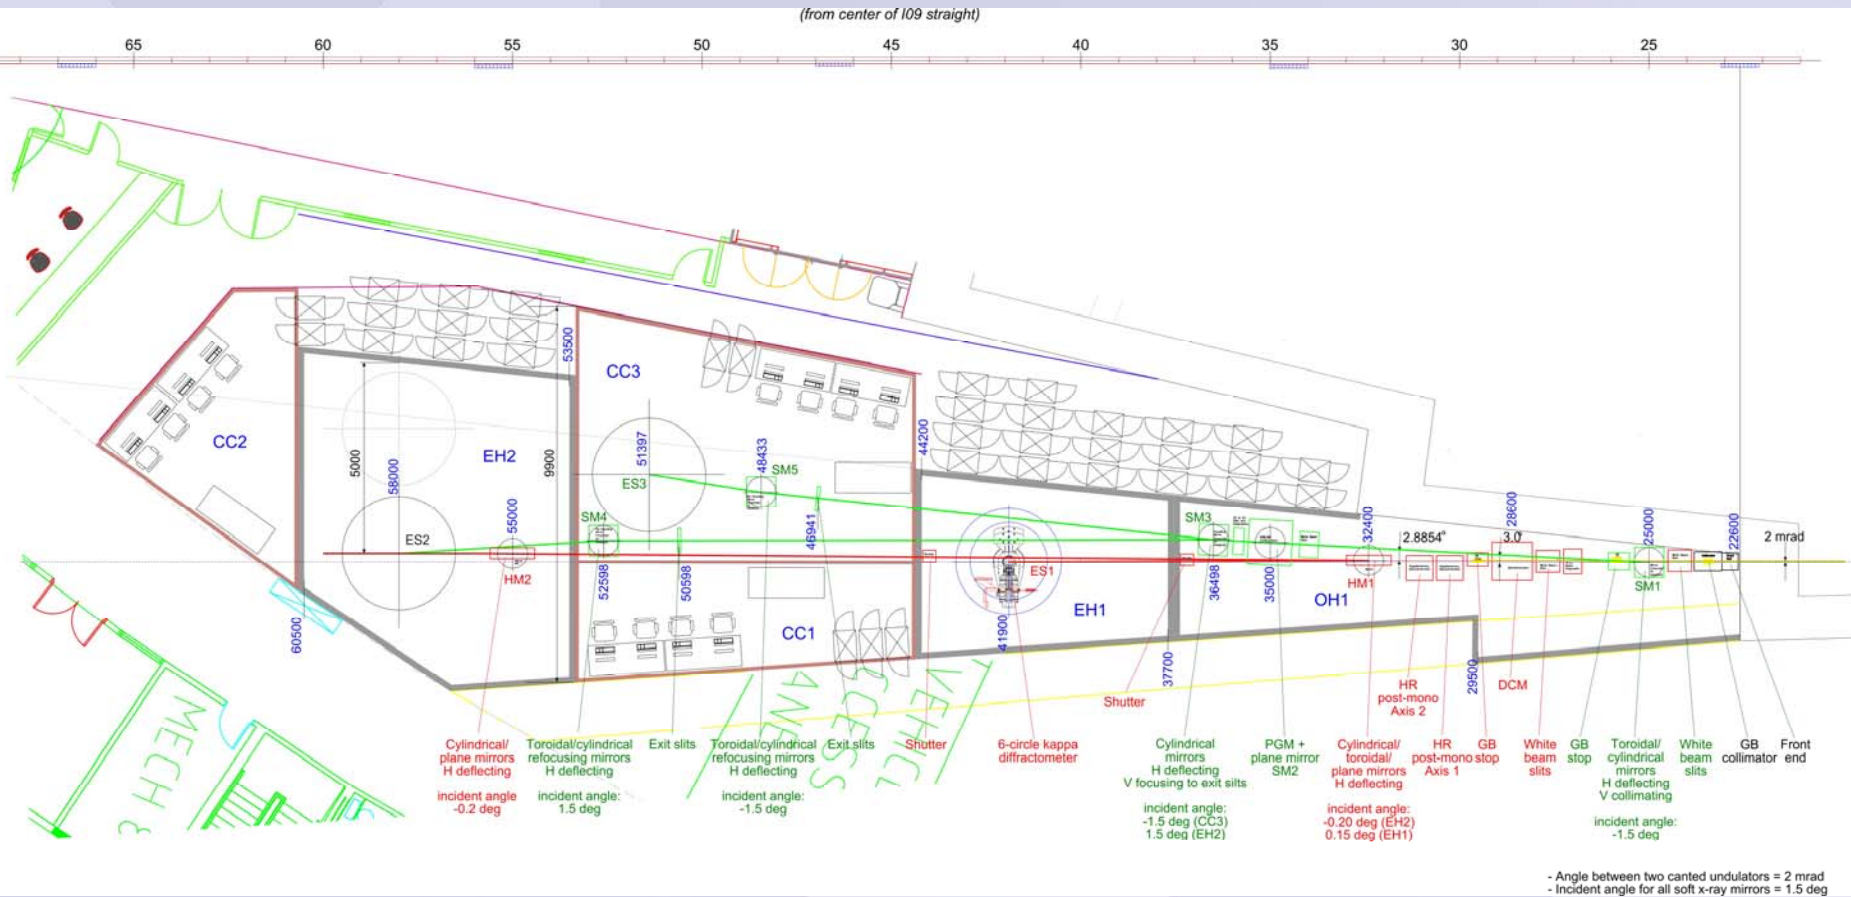 (from center of I09 straight)
65
60
55
50
45
40
35
30
25
CC2
EH2
CC3
CC1
EH1
OH1
5000
58000
9900
53500
55000
51397
48433
46941
44200
52598
50598
60500
41900
37700
36498
35000
32400
2.8854°
3.0°
28600
29500
25000
22600
2 mrad
ES2
HM2
SM4
ES3
SM5
ES1
SM3
HM1
SM1
Shutter
HR
post-mono
Axis 2
DCM
Cylindrical/
plane mirrors
H deflecting
incident angle
-0.2 deg
Toroidal/cylindrical
refocusing mirrors
H deflecting
incident angle:
1.5 deg
Exit slits
Toroidal/cylindrical
refocusing mirrors
H deflecting
incident angle:
-1.5 deg
Exit slits
Shutter
6-circle kappa
diffractometer
Cylindrical
mirrors
H deflecting
V focusing to exit silts
incident angle:
-1.5 deg (CC3)
1.5 deg (EH2)
PGM +
plane mirror
SM2
Cylindrical/
toroidal/
plane mirrors
H deflecting
incident angle:
-0.20 deg (EH2)
0.15 deg (EH1)
HR
post-mono
Axis 1
GB
stop
White
beam
slits
GB
stop
Toroidal/
cylindrical
mirrors
H deflecting
V collimating
incident angle:
-1.5 deg
White
beam
slits
GB
collimator
Front
end
MECH &
- Angle between two canted undulators = 2 mrad
- Incident angle for all soft x-ray mirrors = 1.5 deg